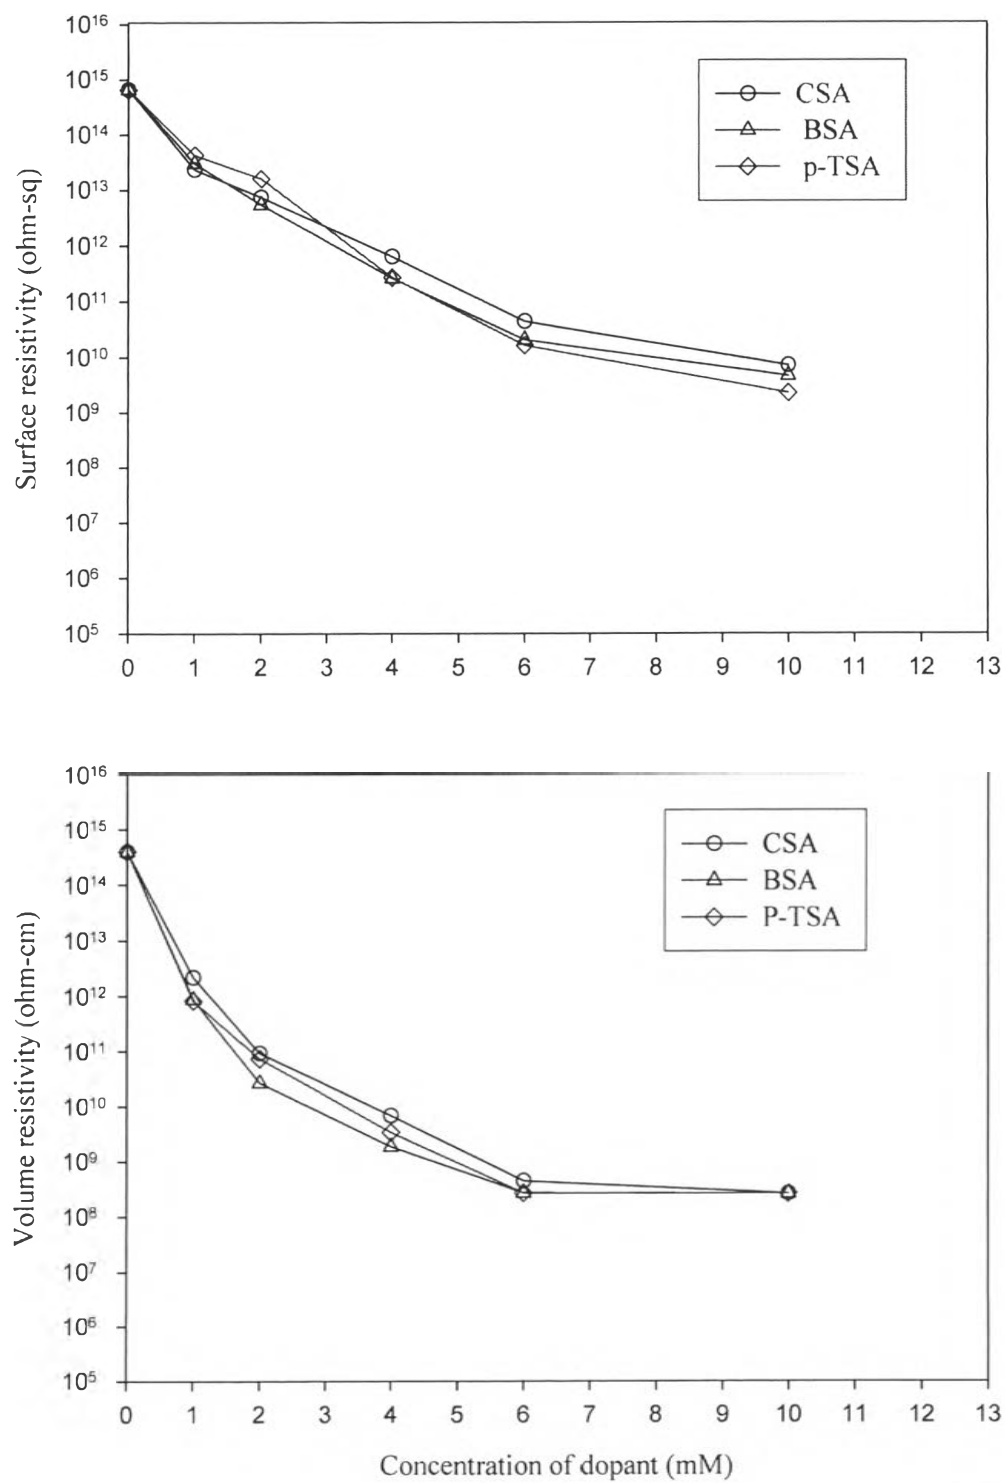 10¹⁶
10¹⁵
10¹⁴
10¹³
10¹²
10¹¹
10¹⁰
10⁹
10⁸
10⁷
10⁶
10⁵
Surface resistivity (ohm-sq)
CSA
BSA
p-TSA
0 1 2 3 4 5 6 7 8 9 10 11 12 13
10¹⁶
10¹⁵
10¹⁴
10¹³
10¹²
10¹¹
10¹⁰
10⁹
10⁸
10⁷
10⁶
10⁵
Volume resistivity (ohm-cm)
CSA
BSA
P-TSA
0 1 2 3 4 5 6 7 8 9 10 11 12 13
Concentration of dopant (mM)